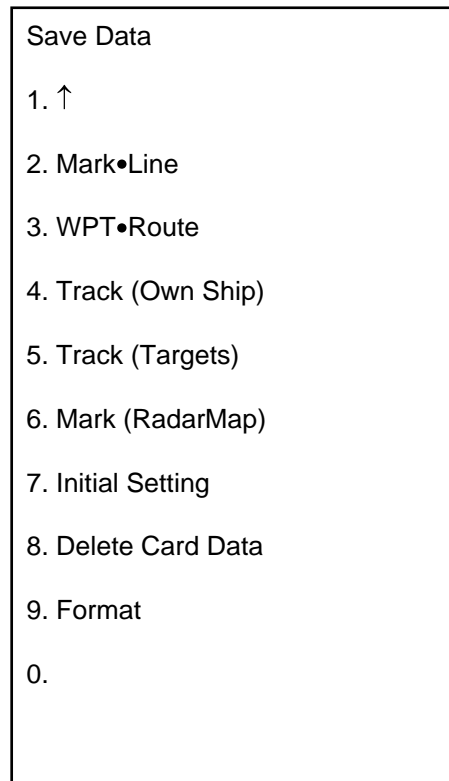 Save Data
1. ↑
2. Mark•Line
3. WPT•Route
4. Track (Own Ship)
5. Track (Targets)
6. Mark (RadarMap)
7. Initial Setting
8. Delete Card Data
9. Format
0.